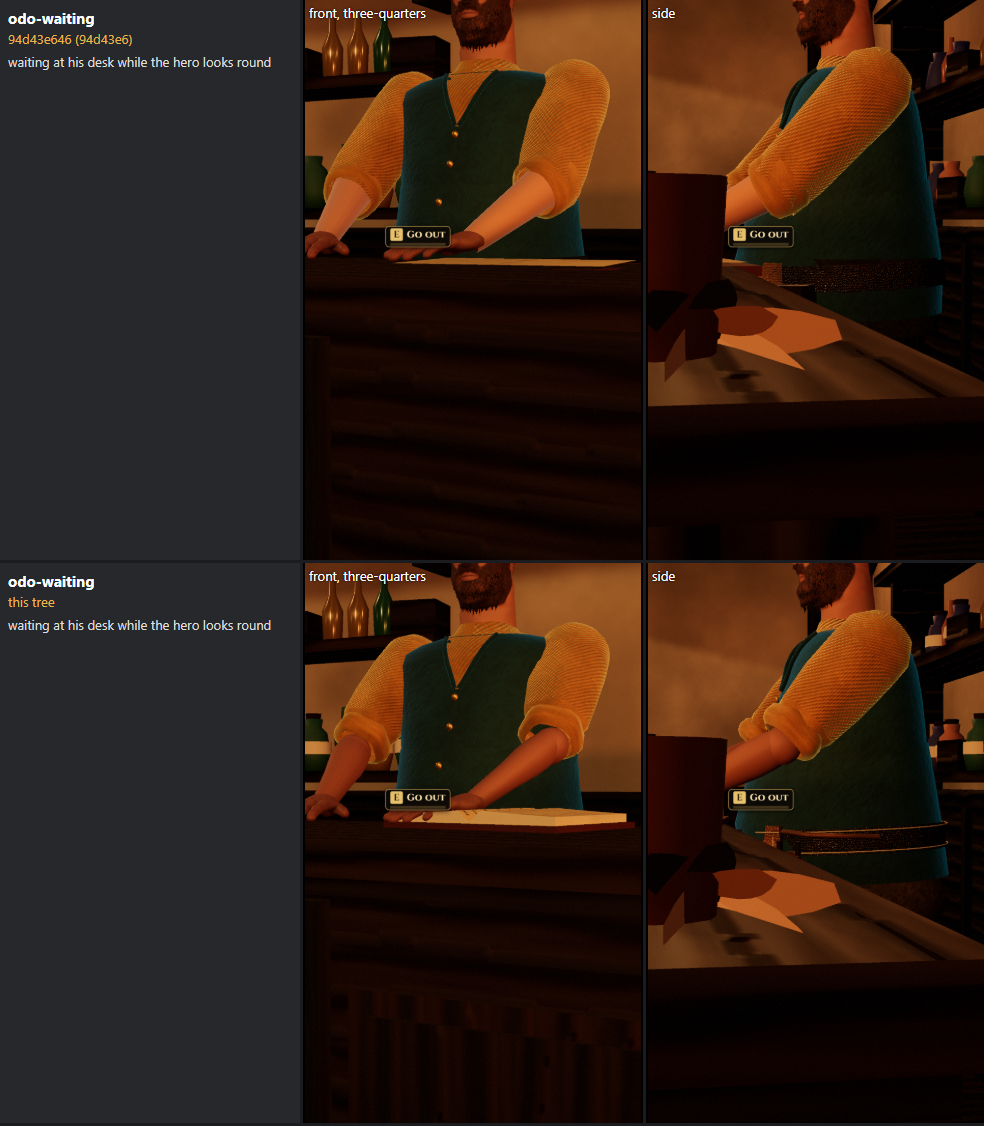 odo-waiting
94d43e646 (94d43e6)
waiting at his desk while the hero looks round
front, three-quarters
E GO OUT
side
E GO OUT
odo-waiting
this tree
waiting at his desk while the hero looks round
front, three-quarters
E GO OUT
side
E GO OUT